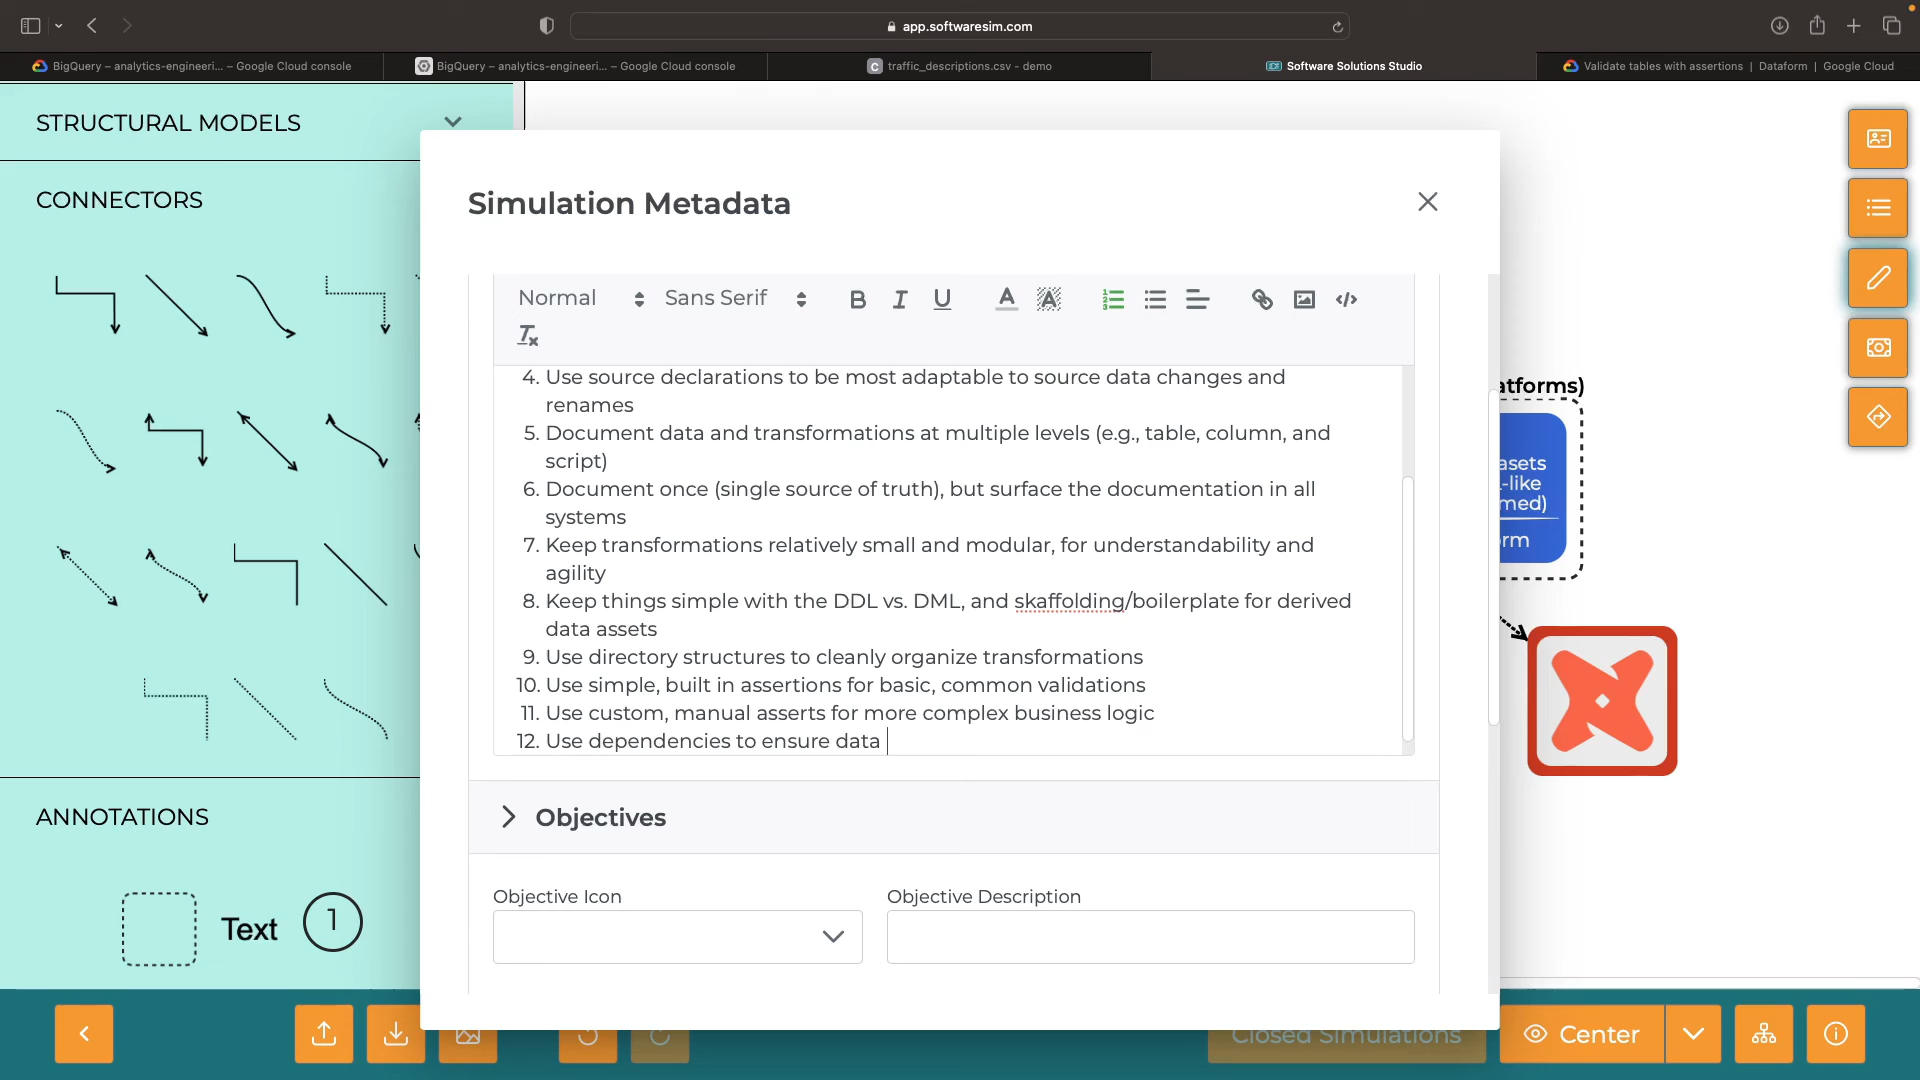 app.softwaresim.com
BigQuery – analytics-engineeri... – Google Cloud console
BigQuery – analytics-engineeri... – Google Cloud console
C traffic_descriptions.csv - demo
Software Solutions Studio
Validate tables with assertions | Dataform | Google Cloud
STRUCTURAL MODELS
CONNECTORS
Simulation Metadata
Normal
Sans Serif
B I U A A
4. Use source declarations to be most adaptable to source data changes and
renames
5. Document data and transformations at multiple levels (e.g., table, column, and
script)
6. Document once (single source of truth), but surface the documentation in all
systems
7. Keep transformations relatively small and modular, for understandability and
agility
8. Keep things simple with the DDL vs. DML, and skaffolding/boilerplate for derived
data assets
9. Use directory structures to cleanly organize transformations
10. Use simple, built in assertions for basic, common validations
11. Use custom, manual asserts for more complex business logic
12. Use dependencies to ensure data
atforms)
asets
-like
med)
rm
Objectives
ANNOTATIONS
Objective Icon
Objective Description
Text
1
Closed Simulations
Center